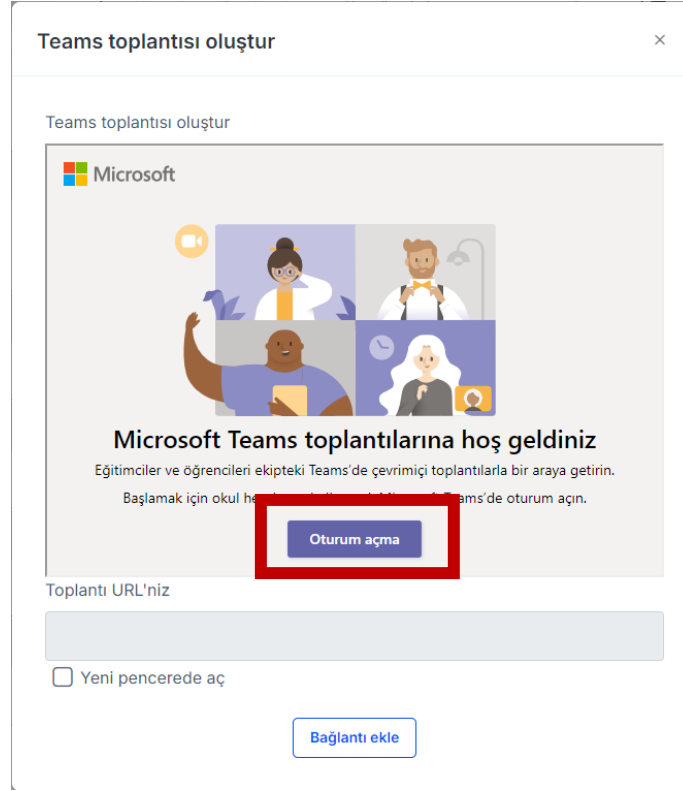 Teams toplantısı oluştur
×
Teams toplantısı oluştur
Microsoft
Microsoft Teams toplantılarına hoş geldiniz
Eğitimciler ve öğrencileri ekipteki Teams'de çevrimiçi toplantılarla bir araya getirin.
Başlamak için okul oturum açın.
Oturum açma
Toplantı URL'niz
Yeni pencerede aç
Bağlantı ekle